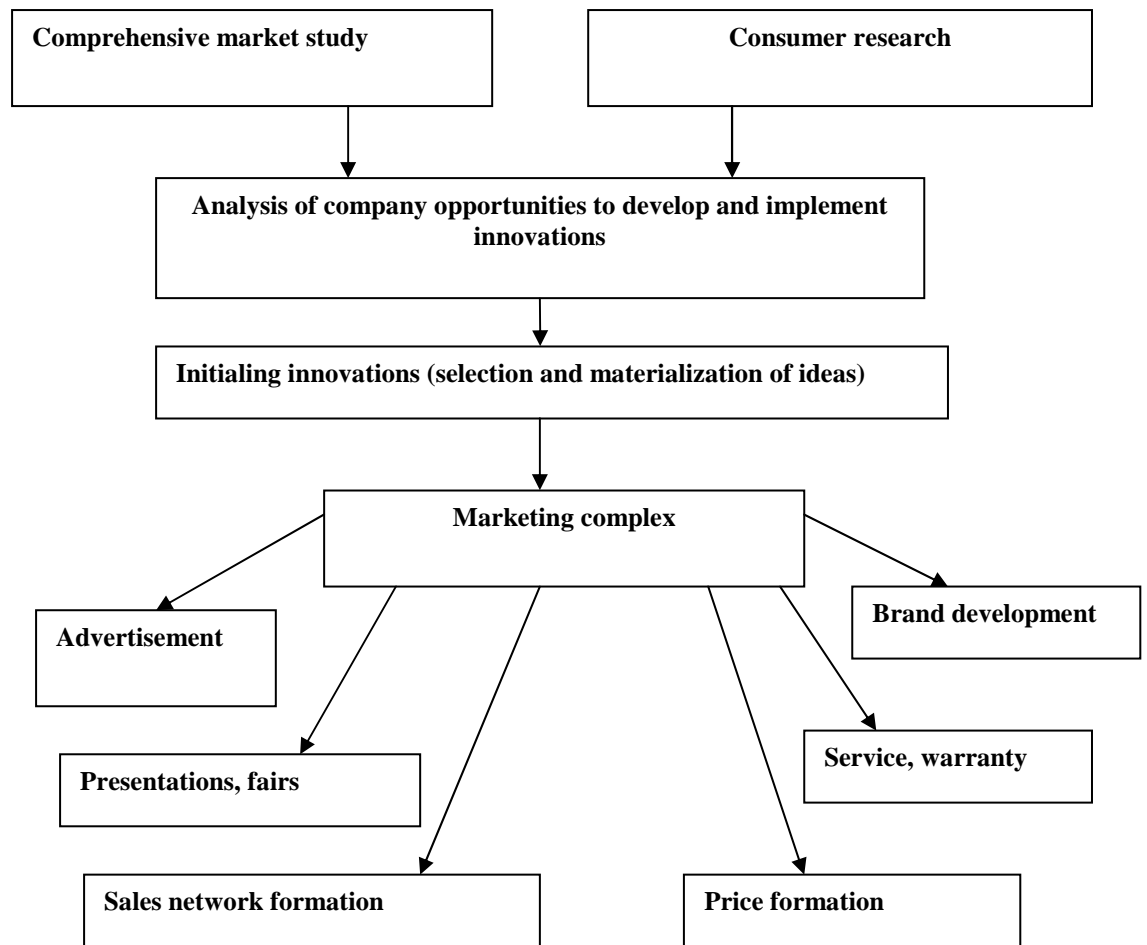 Comprehensive market study
Consumer research
Analysis of company opportunities to develop and implement
innovations
Initialing innovations (selection and materialization of ideas)
Marketing complex
Brand development
Advertisement
Service, warranty
Presentations, fairs
Sales network formation
Price formation